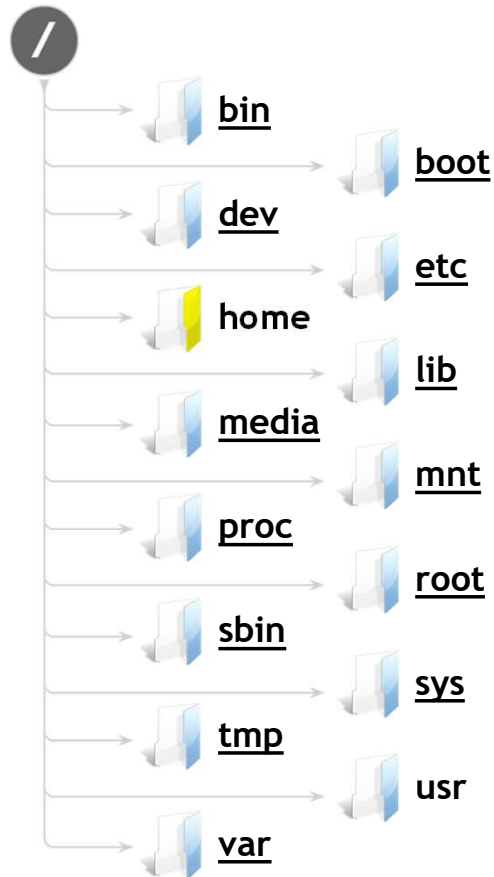 /
bin
boot
dev
etc
home
lib
media
mnt
proc
root
sbin
sys
tmp
usr
var